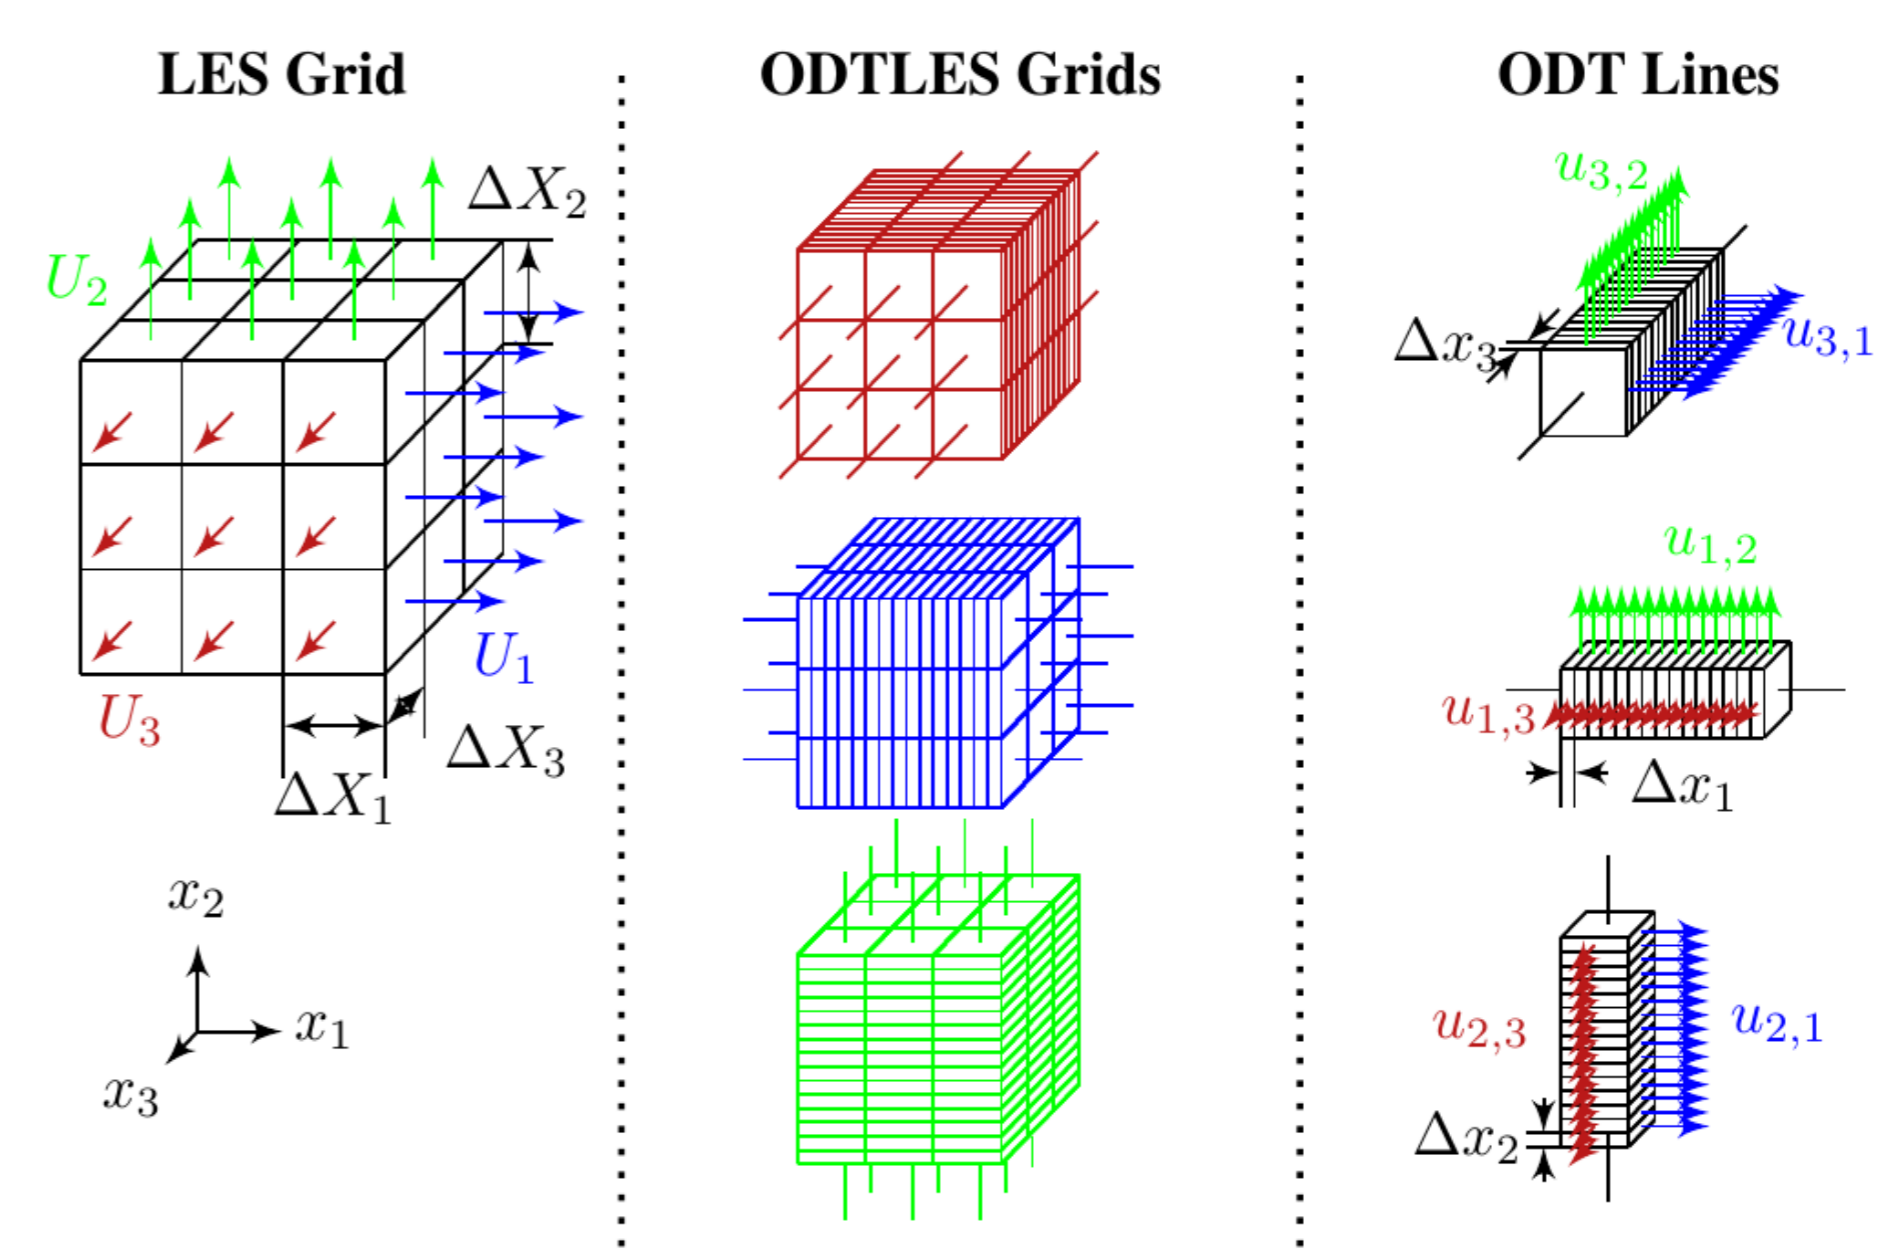 LES Grid
ΔX₂
U₂
U₁
U₃
ΔX₃
ΔX₁
x₂
x₁
x₃
ODTLES Grids
ODT Lines
u₃,₂
Δx₃
u₃,₁
u₁,₂
u₁,₃
Δx₁
u₂,₃
u₂,₁
Δx₂